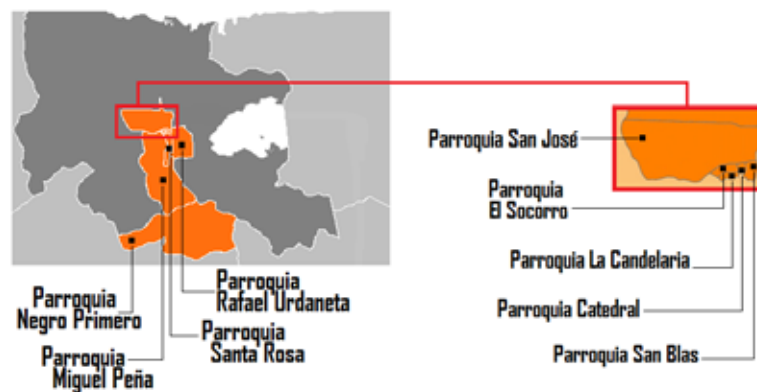 Parroquia San José
Parroquia
El Socorro
Parroquia La Candelaria
Parroquia Catedral
Parroquia San Blas
Parroquia
Rafael Urdaneta
Parroquia
Negro Primero
Parroquia
Santa Rosa
Parroquia
Miguel Peña